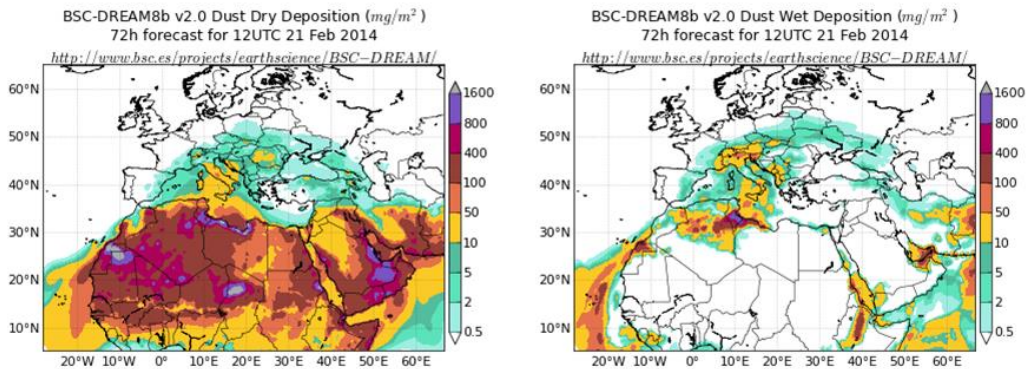 BSC-DREAM8b v2.0 Dust Dry Deposition (mg/m²)
72h forecast for 12UTC 21 Feb 2014
http://www.bsc.es/projects/earthscience/BSC−DREAM/
60°N
50°N
40°N
30°N
20°N
10°N
20°W 10°W 0° 10°E 20°E 30°E 40°E 50°E 60°E
1600
800
400
100
50
10
5
2
0.5
BSC-DREAM8b v2.0 Dust Wet Deposition (mg/m²)
72h forecast for 12UTC 21 Feb 2014
http://www.bsc.es/projects/earthscience/BSC−DREAM/
60°N
50°N
40°N
30°N
20°N
10°N
20°W 10°W 0° 10°E 20°E 30°E 40°E 50°E 60°E
1600
800
400
100
50
10
5
2
0.5